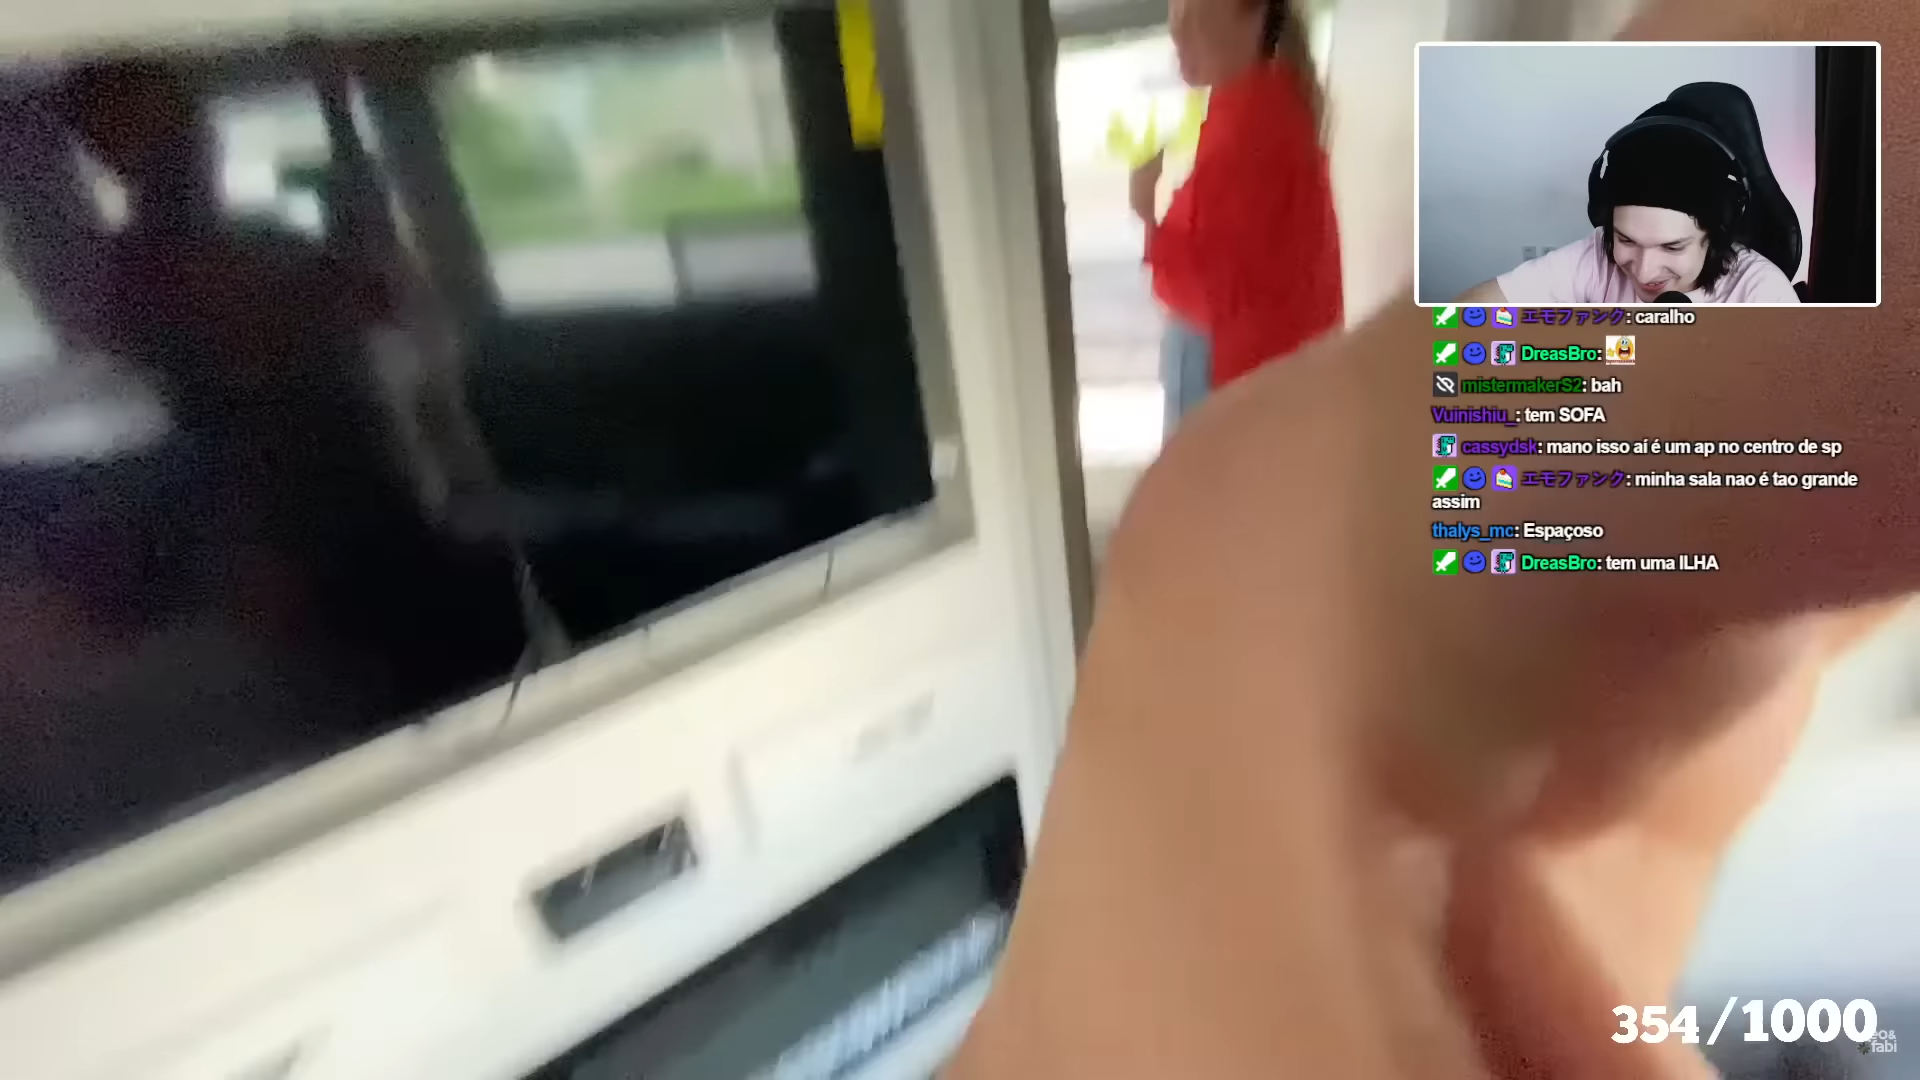 エモファンク: caralho
DreasBro:
mistermakerS2: bah
Vuinishiu_: tem SOFA
cassydsk: mano isso aí é um ap no centro de sp
エモファンク: minha sala nao é tao grande
assim
thalys_mc: Espaçoso
DreasBro: tem uma ILHA
354/1000
fabi